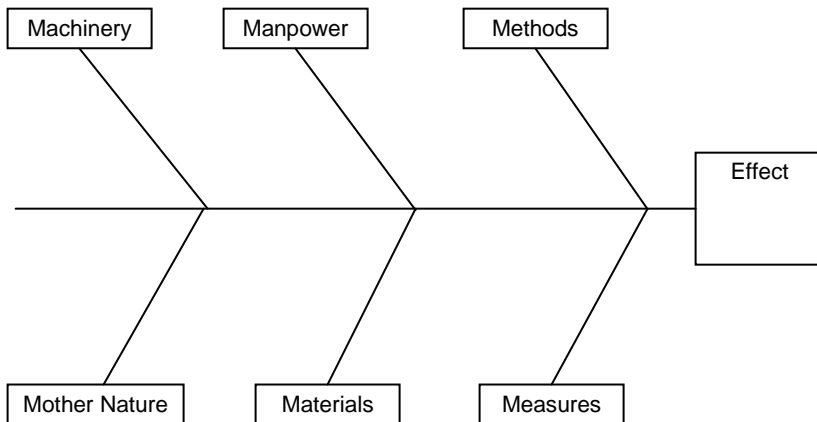 Machinery
Manpower
Methods
Effect
Mother Nature
Materials
Measures